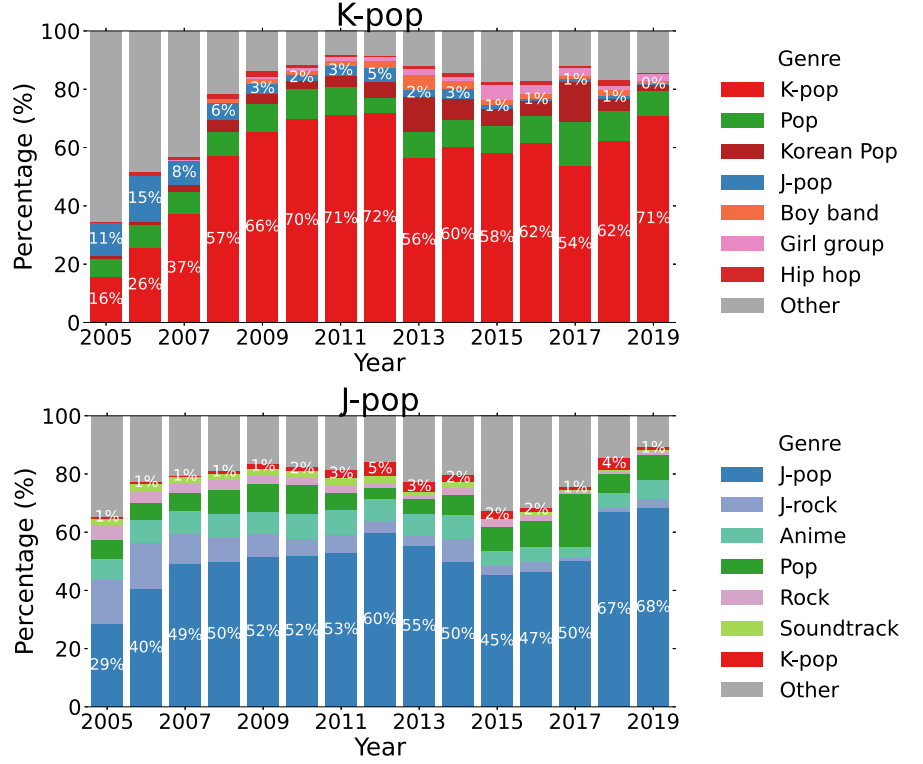 K-pop
100
80
60
40
20
0
Percentage (%)
16% 26% 37% 57% 66% 70% 71% 72% 56% 60% 58% 62% 54% 62% 71%
11% 15% 8% 6% 3% 2% 3% 5% 2% 3% 1% 1% 1% 1% 0%
2005 2007 2009 2011 2013 2015 2017 2019
Year
Genre
K-pop
Pop
Korean Pop
J-pop
Boy band
Girl group
Hip hop
Other
J-pop
100
80
60
40
20
0
Percentage (%)
29% 40% 49% 50% 52% 52% 53% 60% 55% 50% 45% 47% 50% 67% 68%
1% 1% 1% 1% 1% 2% 3% 5% 3% 2% 2% 2% 1% 4% 1%
2005 2007 2009 2011 2013 2015 2017 2019
Year
Genre
J-pop
J-rock
Anime
Pop
Rock
Soundtrack
K-pop
Other